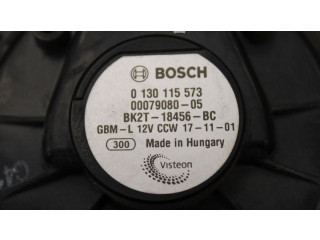 BOSCH
0 130 115 573
00079080-05
BK2T-18456-BC
GBM-L 12V CCW 17-11-01
300 Made in Hungary
Visteon